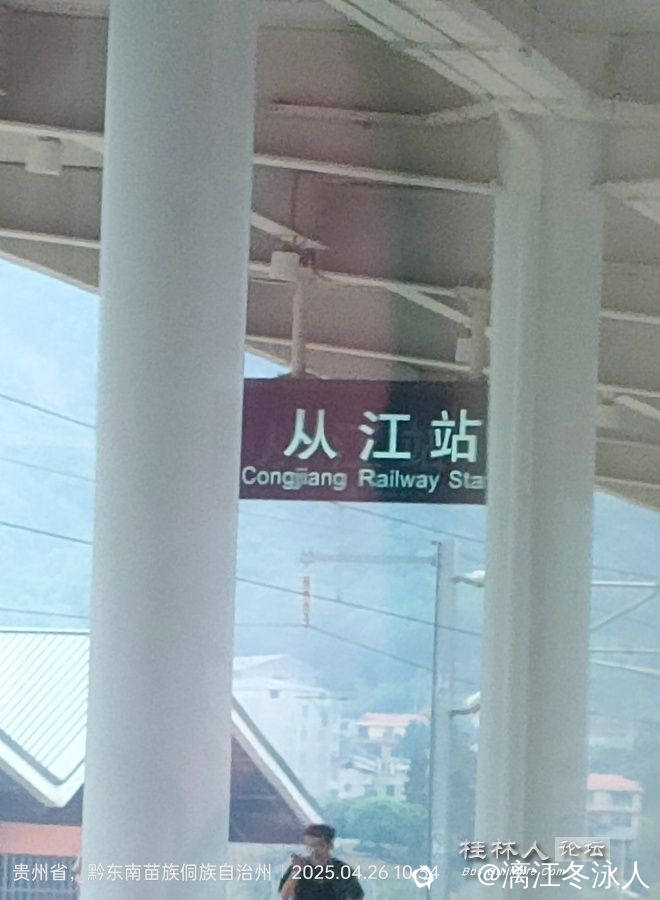 从江站
Congjiang Railway Sta
贵州省，黔东南苗族侗族自治州 2025.04.26 10:34
桂林人论坛
@漓江冬泳人